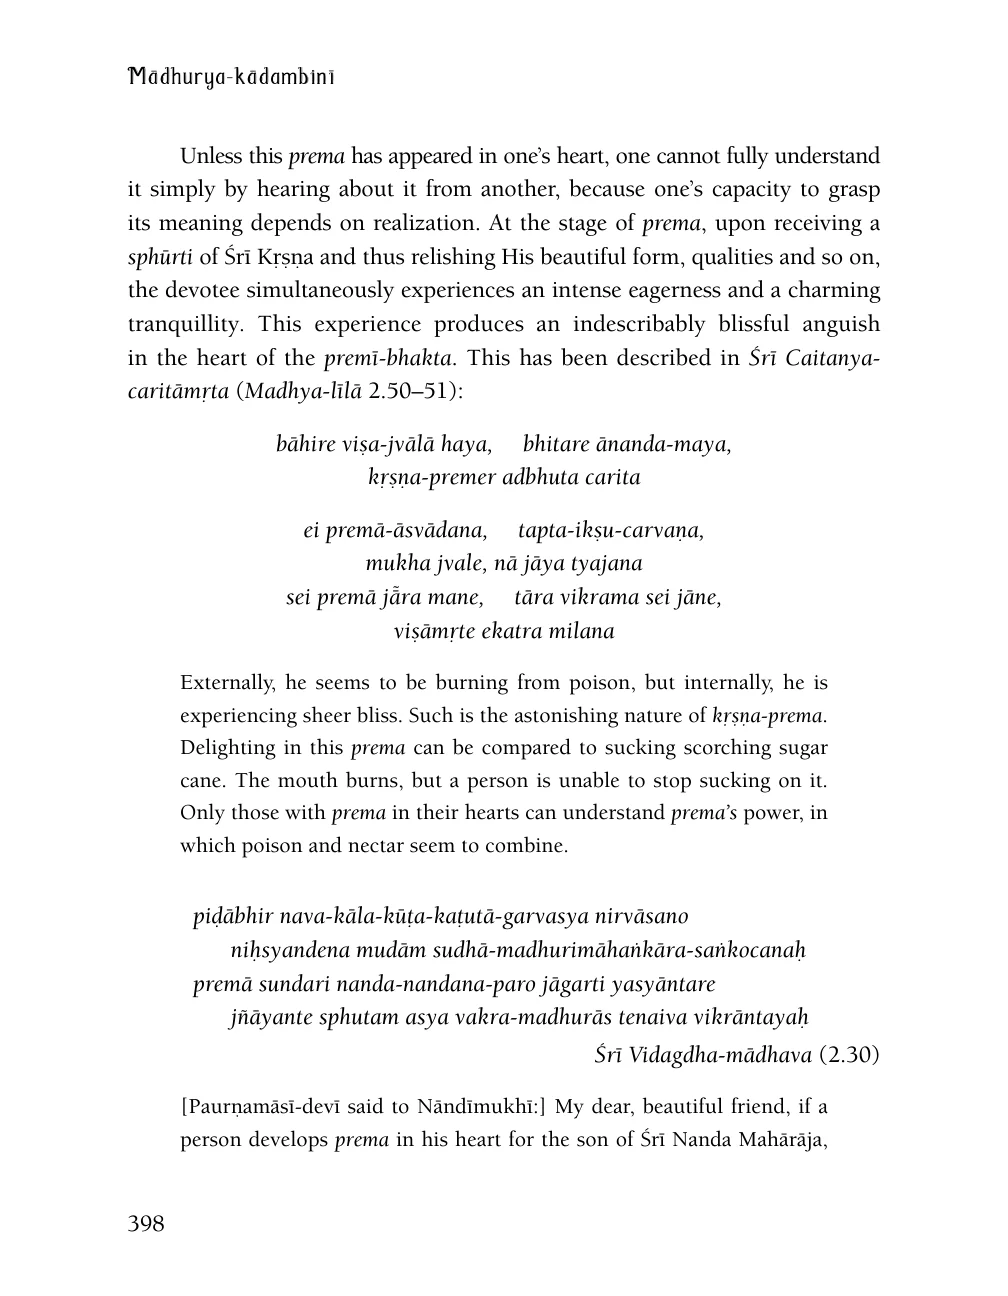 Mādhurya-kādambinī
Unless this prema has appeared in one’s heart, one cannot fully understand
it simply by hearing about it from another, because one’s capacity to grasp
its meaning depends on realization. At the stage of prema, upon receiving a
sphūrti of Śrī Kṛṣṇa and thus relishing His beautiful form, qualities and so on,
the devotee simultaneously experiences an intense eagerness and a charming
tranquillity. This experience produces an indescribably blissful anguish
in the heart of the premī-bhakta. This has been described in Śrī Caitanya-
caritāmṛta (Madhya-līlā 2.50–51):
bāhire viṣa-jvālā haya, bhitare ānanda-maya,
kṛṣṇa-premer adbhuta carita
ei premā-āsvādana, tapta-ikṣu-carvaṇa,
mukha jvale, nā jāya tyajana
sei premā jā̃ra mane, tāra vikrama sei jāne,
viṣāmṛte ekatra milana
Externally, he seems to be burning from poison, but internally, he is
experiencing sheer bliss. Such is the astonishing nature of kṛṣṇa-prema.
Delighting in this prema can be compared to sucking scorching sugar
cane. The mouth burns, but a person is unable to stop sucking on it.
Only those with prema in their hearts can understand prema’s power, in
which poison and nectar seem to combine.
piḍābhir nava-kāla-kūṭa-kaṭutā-garvasya nirvāsano
niḥsyandena mudām sudhā-madhurimāhaṅkāra-saṅkocanaḥ
premā sundari nanda-nandana-paro jāgarti yasyāntare
jñāyante sphutam asya vakra-madhurās tenaiva vikrāntayaḥ
Śrī Vidagdha-mādhava (2.30)
[Paurṇamāsī-devī said to Nāndīmukhī:] My dear, beautiful friend, if a
person develops prema in his heart for the son of Śrī Nanda Mahārāja,
398